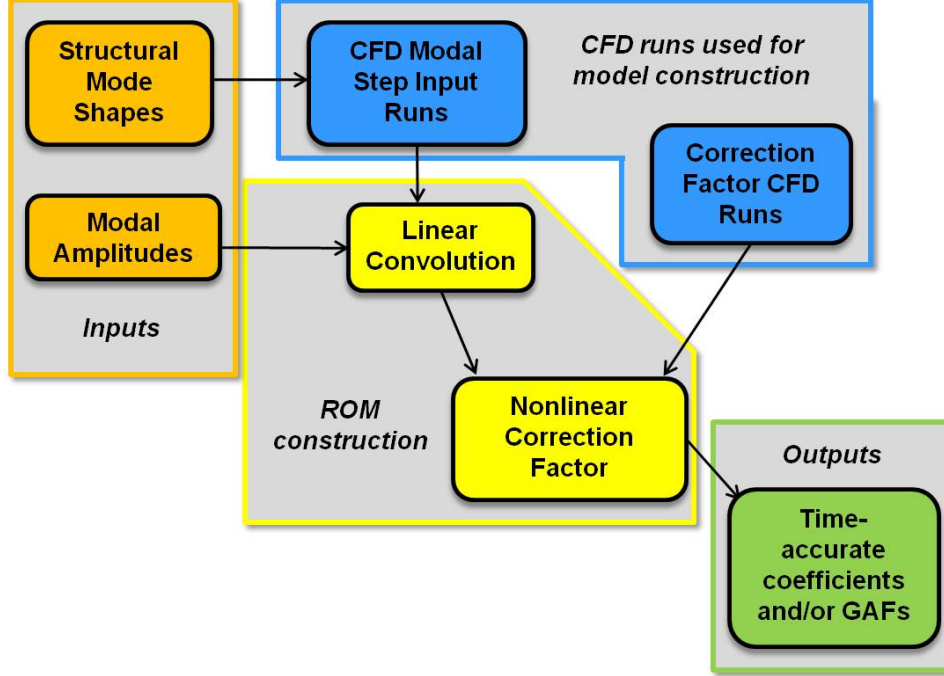 Structural
Mode
Shapes
CFD Modal
Step Input
Runs
CFD runs used for
model construction
Correction
Factor CFD
Runs
Modal
Amplitudes
Linear
Convolution
Inputs
ROM
construction
Nonlinear
Correction
Factor
Outputs
Time-
accurate
coefficients
and/or GAFs